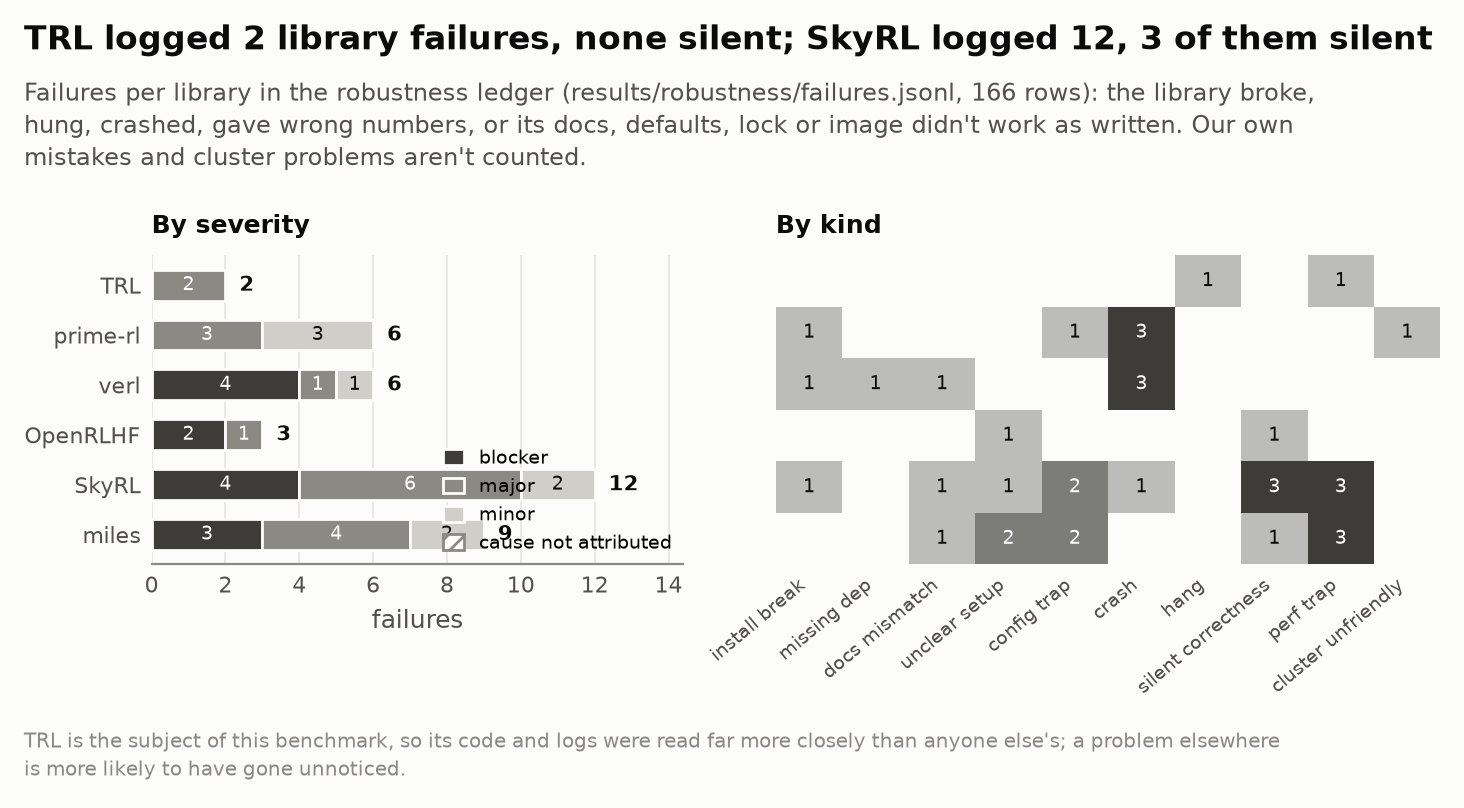 TRL logged 2 library failures, none silent; SkyRL logged 12, 3 of them silent
Failures per library in the robustness ledger (results/robustness/failures.jsonl, 166 rows): the library broke,
hung, crashed, gave wrong numbers, or its docs, defaults, lock or image didn't work as written. Our own
mistakes and cluster problems aren't counted.
By severity
TRL 2 2
prime-rl 3 3 6
verl 4 1 1 6
OpenRLHF 2 1 3
SkyRL 4 6 2 12
miles 3 4 2 9
blocker
major
minor
cause not attributed
0 2 4 6 8 10 12 14
failures
By kind
1 1
1 1 3 1
1 1 1 3
1 1
1 1 1 2 1 3 3
1 2 2 1 3
install break
missing dep
docs mismatch
unclear setup
config trap
crash
hang
silent correctness
perf trap
cluster unfriendly
TRL is the subject of this benchmark, so its code and logs were read far more closely than anyone else's; a problem elsewhere
is more likely to have gone unnoticed.